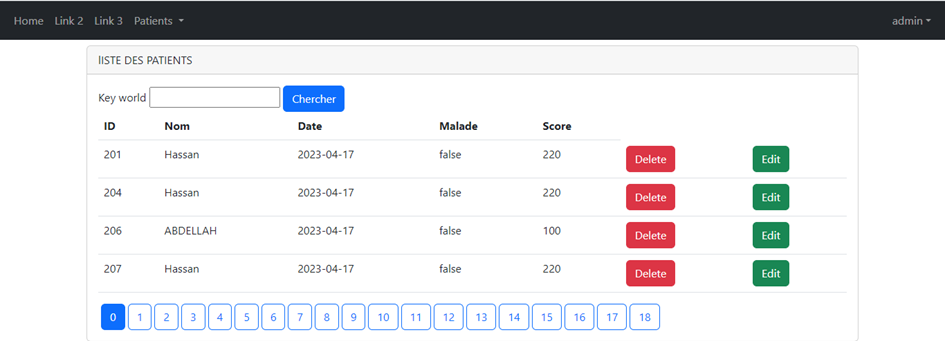 Home Link 2 Link 3 Patients admin
lISTE DES PATIENTS
Key world Chercher
ID Nom Date Malade Score
201 Hassan 2023-04-17 false 220 Delete Edit
204 Hassan 2023-04-17 false 220 Delete Edit
206 ABDELLAH 2023-04-17 false 100 Delete Edit
207 Hassan 2023-04-17 false 220 Delete Edit
0 1 2 3 4 5 6 7 8 9 10 11 12 13 14 15 16 17 18